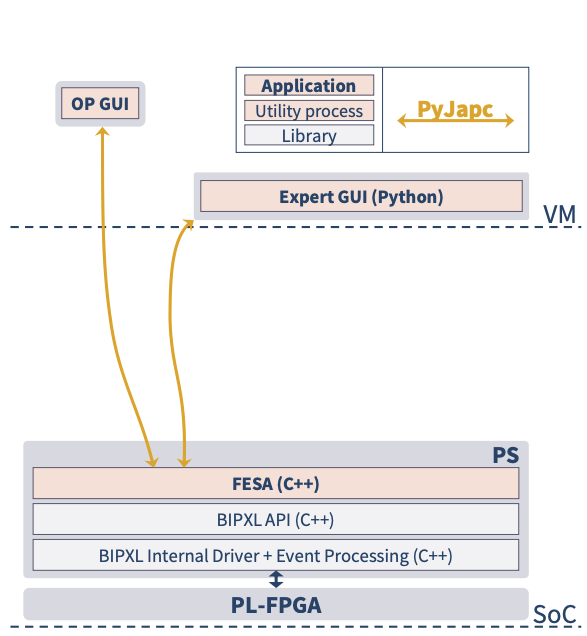 OP GUI
Application
Utility process
Library
PyJapc
Expert GUI (Python)
VM
PS
FESA (C++)
BIPXL API (C++)
BIPXL Internal Driver + Event Processing (C++)
PL-FPGA
SoC